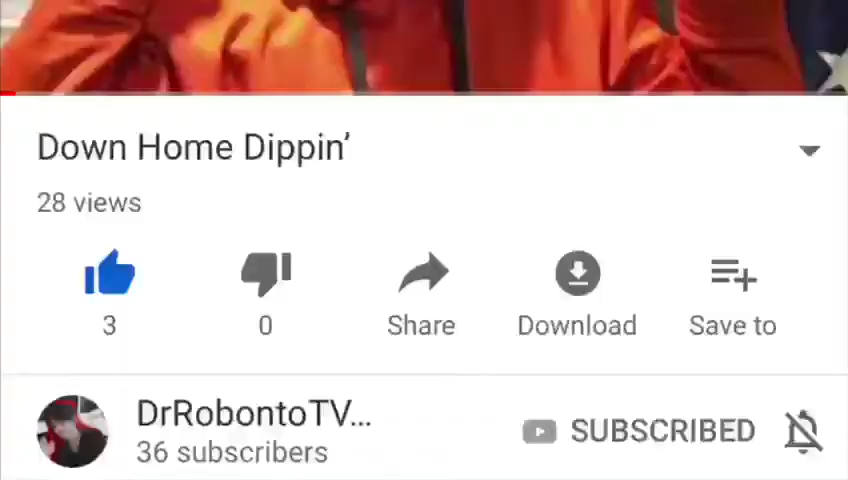 Down Home Dippin’
28 views
3 0 Share Download Save to
DrRobontoTV...
36 subscribers
SUBSCRIBED